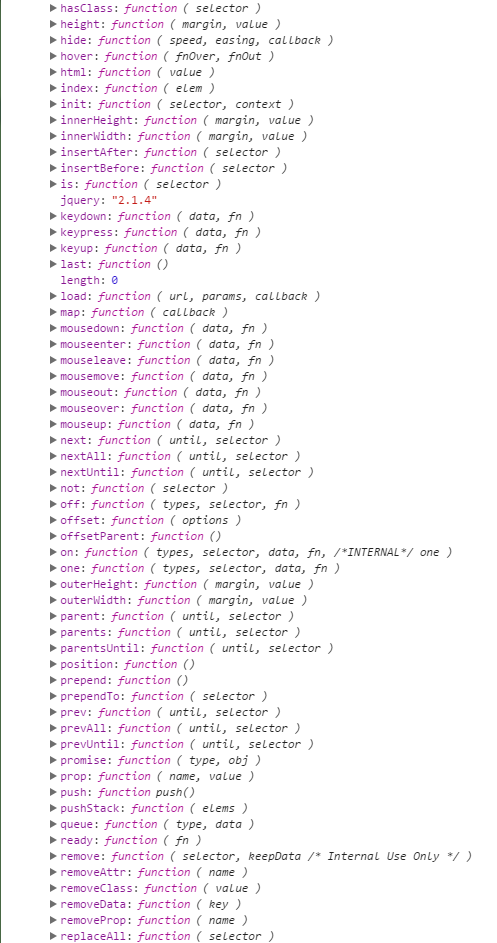 hasClass: function ( selector )
height: function ( margin, value )
hide: function ( speed, easing, callback )
hover: function ( fnOver, fnOut )
html: function ( value )
index: function ( elem )
init: function ( selector, context )
innerHeight: function ( margin, value )
innerWidth: function ( margin, value )
insertAfter: function ( selector )
insertBefore: function ( selector )
is: function ( selector )
jquery: "2.1.4"
keydown: function ( data, fn )
keypress: function ( data, fn )
keyup: function ( data, fn )
last: function ()
length: 0
load: function ( url, params, callback )
map: function ( callback )
mousedown: function ( data, fn )
mouseenter: function ( data, fn )
mouseleave: function ( data, fn )
mousemove: function ( data, fn )
mouseout: function ( data, fn )
mouseover: function ( data, fn )
mouseup: function ( data, fn )
next: function ( until, selector )
nextAll: function ( until, selector )
nextUntil: function ( until, selector )
not: function ( selector )
off: function ( types, selector, fn )
offset: function ( options )
offsetParent: function ()
on: function ( types, selector, data, fn, /*INTERNAL*/ one )
one: function ( types, selector, data, fn )
outerHeight: function ( margin, value )
outerWidth: function ( margin, value )
parent: function ( until, selector )
parents: function ( until, selector )
parentsUntil: function ( until, selector )
position: function ()
prepend: function ()
prependTo: function ( selector )
prev: function ( until, selector )
prevAll: function ( until, selector )
prevUntil: function ( until, selector )
promise: function ( type, obj )
prop: function ( name, value )
push: function push()
pushStack: function ( elems )
queue: function ( type, data )
ready: function ( fn )
remove: function ( selector, keepData /* Internal Use Only */ )
removeAttr: function ( name )
removeClass: function ( value )
removeData: function ( key )
removeProp: function ( name )
replaceAll: function ( selector )